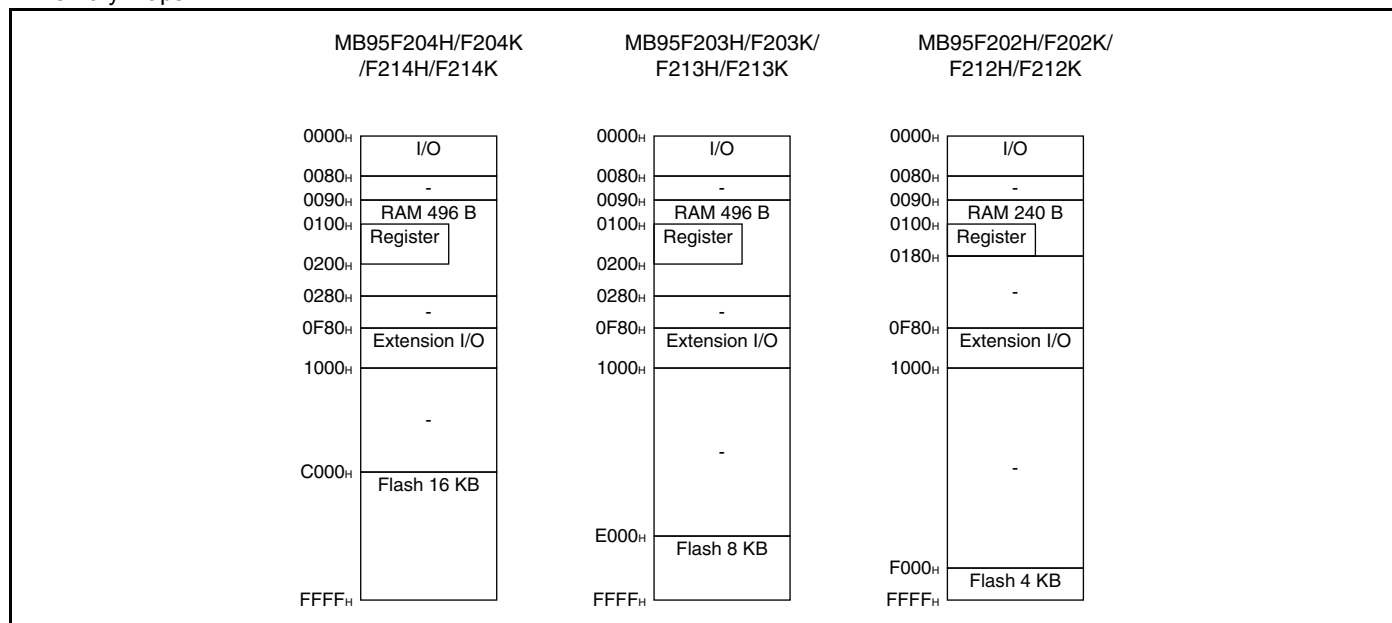 MB95F204H/F204K
/F214H/F214K
0000H
I/O
0080H
-
0090H
RAM 496 B
0100H
Register
0200H
0280H
-
0F80H
Extension I/O
1000H
-
C000H
Flash 16 KB
FFFFH
MB95F203H/F203K/
F213H/F213K
0000H
I/O
0080H
-
0090H
RAM 496 B
0100H
Register
0200H
0280H
-
0F80H
Extension I/O
1000H
-
E000H
Flash 8 KB
FFFFH
MB95F202H/F202K/
F212H/F212K
0000H
I/O
0080H
-
0090H
RAM 240 B
0100H
Register
0180H
-
0F80H
Extension I/O
1000H
-
F000H
Flash 4 KB
FFFFH